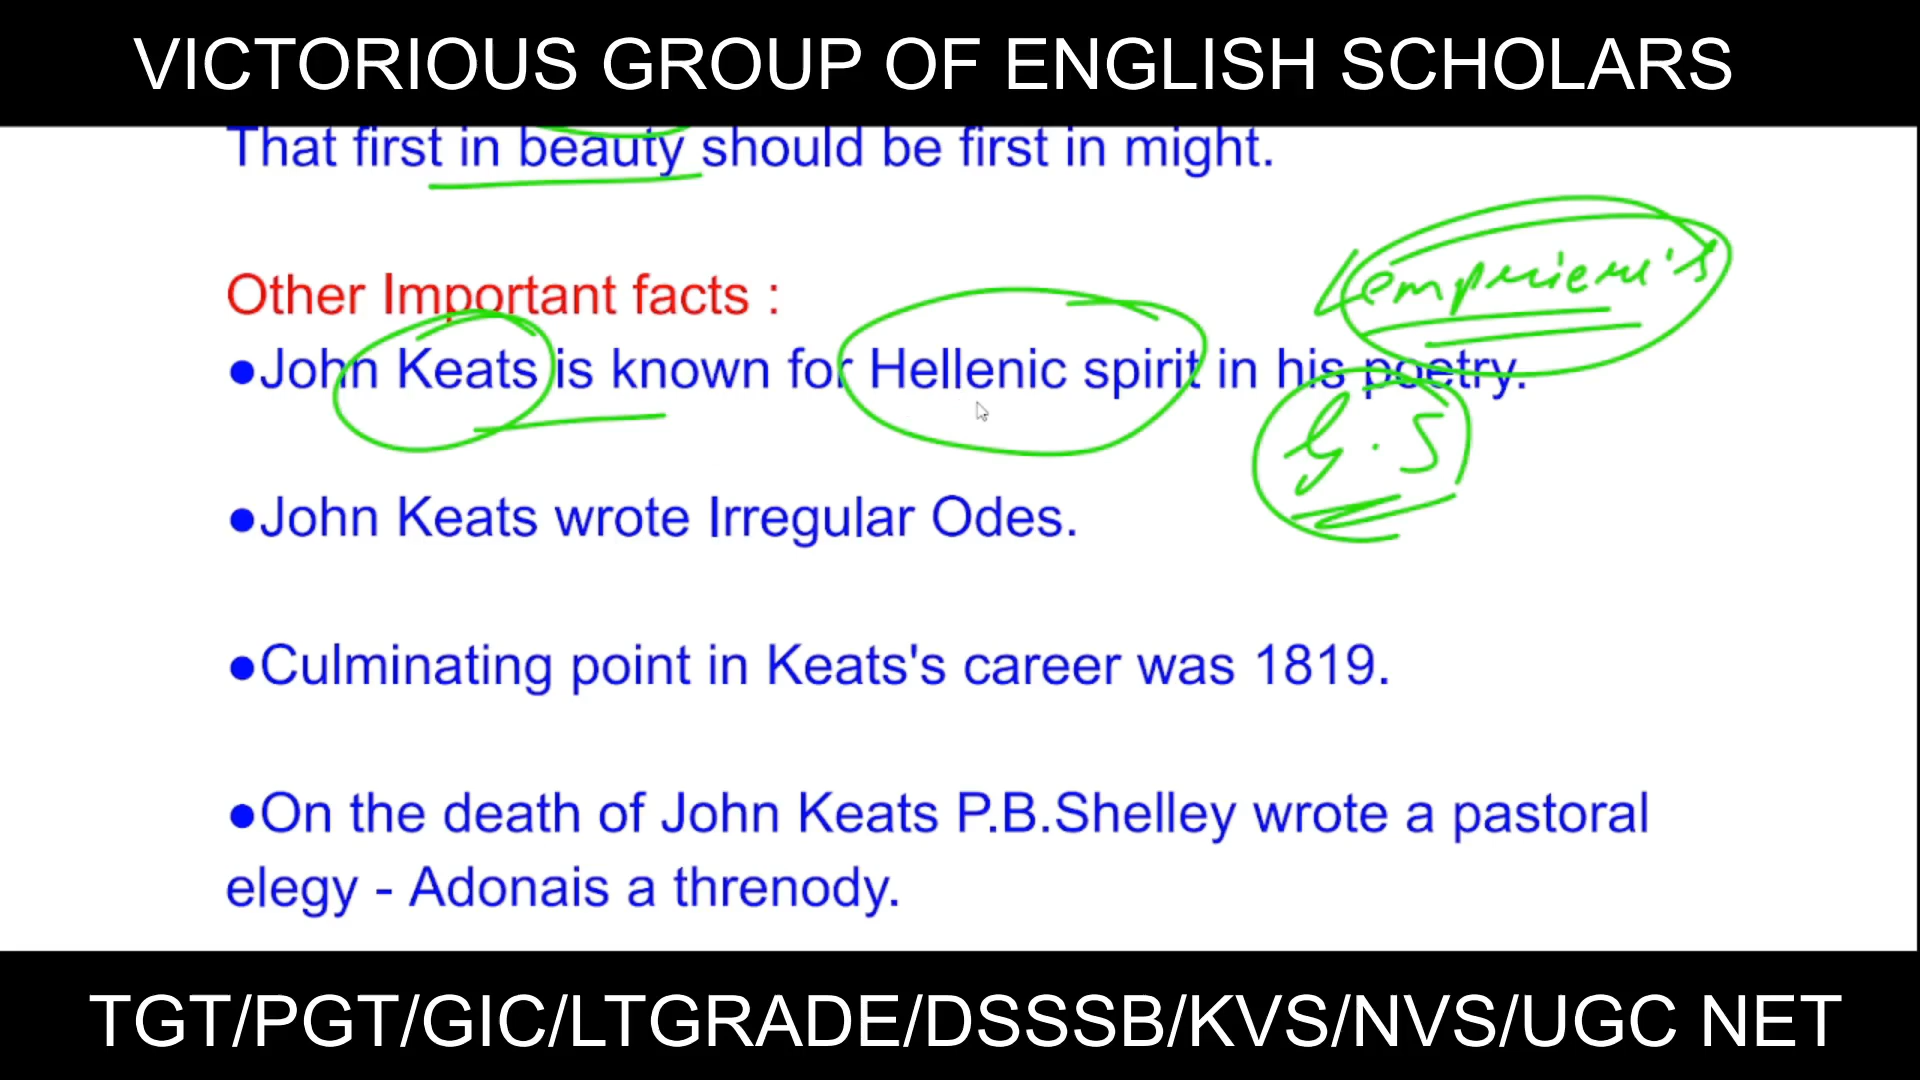 VICTORIOUS GROUP OF ENGLISH SCHOLARS
That first in beauty should be first in might.
Other Important facts :
●John Keats is known for Hellenic spirit in his poetry.
G.S
●John Keats wrote Irregular Odes.
●Culminating point in Keats's career was 1819.
●On the death of John Keats P.B.Shelley wrote a pastoral
elegy - Adonais a threnody.
TGT/PGT/GIC/LTGRADE/DSSSB/KVS/NVS/UGC NET